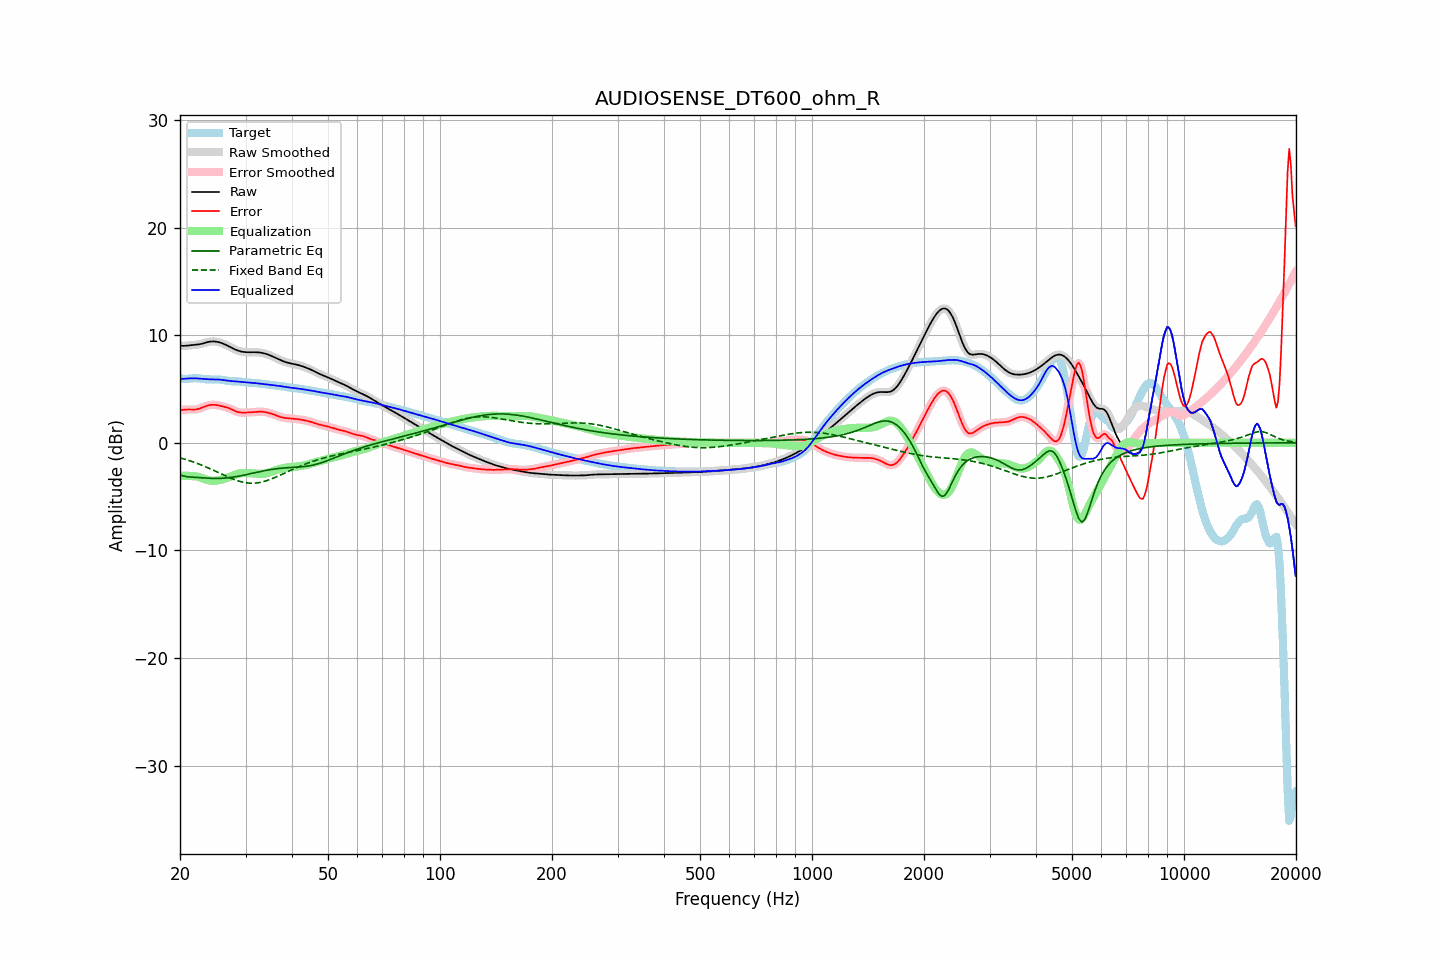 AUDIOSENSE_DT600_ohm_R
Target
Raw Smoothed
Error Smoothed
Raw
Error
Equalization
Parametric Eq
Fixed Band Eq
Equalized
30
20
10
0
−10
−20
−30
Amplitude (dBr)
20 50 100 200 500 1000 2000 5000 10000 20000
Frequency (Hz)